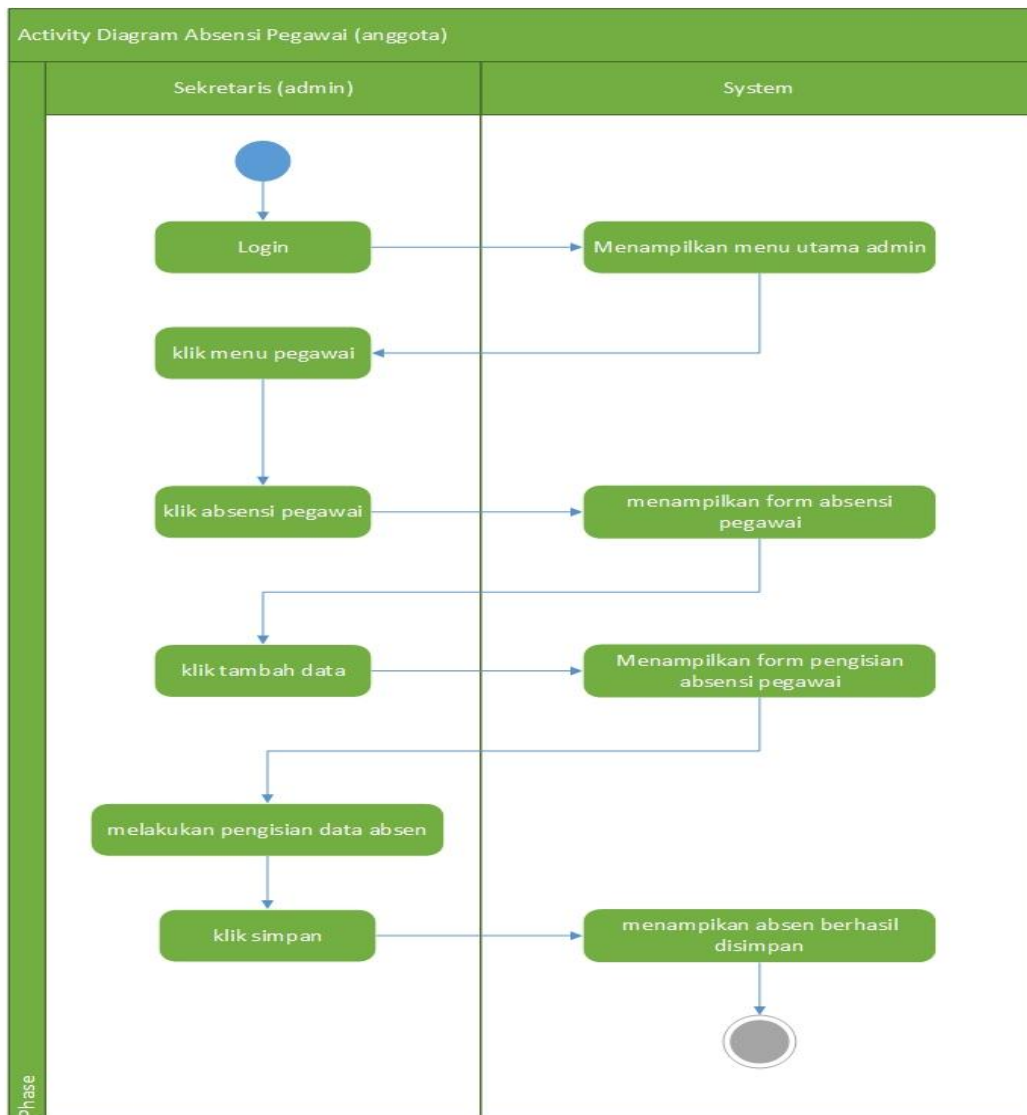 Activity Diagram Absensi Pegawai (anggota)
Sekretaris (admin)
System
Login
Menampilkan menu utama admin
klik menu pegawai
klik absensi pegawai
menampilkan form absensi
pegawai
klik tambah data
Menampilkan form pengisian
absensi pegawai
melakukan pengisian data absen
klik simpan
menampikan absen berhasil
disimpan
Phase